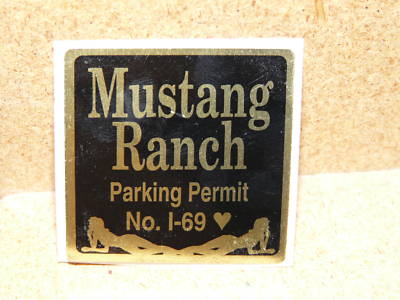 Mustang
Ranch
Parking Permit
No. I-69 ♥